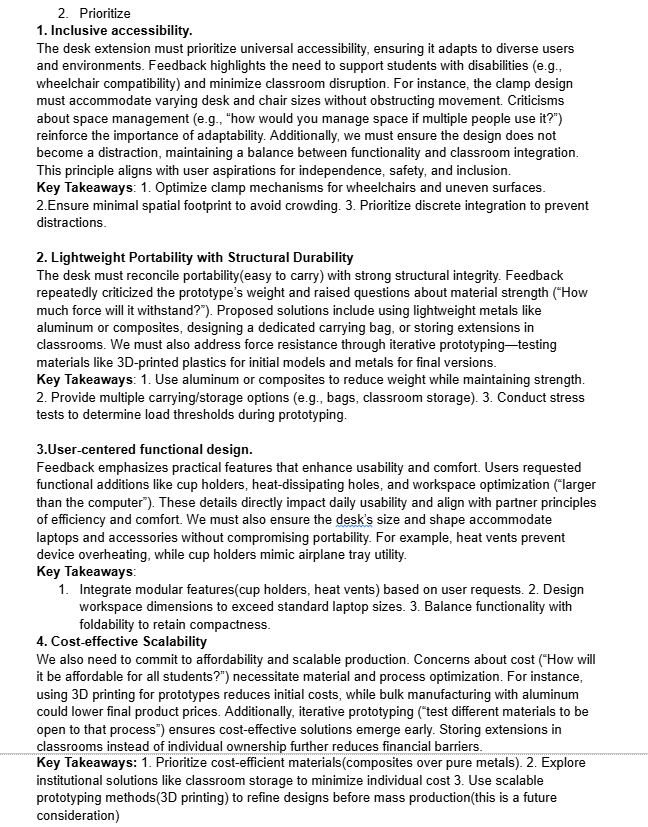 2. Prioritize
1. Inclusive accessibility.
The desk extension must prioritize universal accessibility, ensuring it adapts to diverse users
and environments. Feedback highlights the need to support students with disabilities (e.g.,
wheelchair compatibility) and minimize classroom disruption. For instance, the clamp design
must accommodate varying desk and chair sizes without obstructing movement. Criticisms
about space management (e.g., “how would you manage space if multiple people use it?”)
reinforce the importance of adaptability. Additionally, we must ensure the design does not
become a distraction, maintaining a balance between functionality and classroom integration.
This principle aligns with user aspirations for independence, safety, and inclusion.
Key Takeaways: 1. Optimize clamp mechanisms for wheelchairs and uneven surfaces.
2.Ensure minimal spatial footprint to avoid crowding. 3. Prioritize discrete integration to prevent
distractions.
2. Lightweight Portability with Structural Durability
The desk must reconcile portability(easy to carry) with strong structural integrity. Feedback
repeatedly criticized the prototype’s weight and raised questions about material strength (“How
much force will it withstand?”). Proposed solutions include using lightweight metals like
aluminum or composites, designing a dedicated carrying bag, or storing extensions in
classrooms. We must also address force resistance through iterative prototyping—testing
materials like 3D-printed plastics for initial models and metals for final versions.
Key Takeaways: 1. Use aluminum or composites to reduce weight while maintaining strength.
2. Provide multiple carrying/storage options (e.g., bags, classroom storage). 3. Conduct stress
tests to determine load thresholds during prototyping.
3.User-centered functional design.
Feedback emphasizes practical features that enhance usability and comfort. Users requested
functional additions like cup holders, heat-dissipating holes, and workspace optimization (“larger
than the computer”). These details directly impact daily usability and align with partner principles
of efficiency and comfort. We must also ensure the desk’s size and shape accommodate
laptops and accessories without compromising portability. For example, heat vents prevent
device overheating, while cup holders mimic airplane tray utility.
Key Takeaways:
1. Integrate modular features(cup holders, heat vents) based on user requests. 2. Design
workspace dimensions to exceed standard laptop sizes. 3. Balance functionality with
foldability to retain compactness.
4. Cost-effective Scalability
We also need to commit to affordability and scalable production. Concerns about cost (“How will
it be affordable for all students?”) necessitate material and process optimization. For instance,
using 3D printing for prototypes reduces initial costs, while bulk manufacturing with aluminum
could lower final product prices. Additionally, iterative prototyping (“test different materials to be
open to that process”) ensures cost-effective solutions emerge early. Storing extensions in
classrooms instead of individual ownership further reduces financial barriers.
Key Takeaways: 1. Prioritize cost-efficient materials(composites over pure metals). 2. Explore
institutional solutions like classroom storage to minimize individual cost 3. Use scalable
prototyping methods(3D printing) to refine designs before mass production(this is a future
consideration)